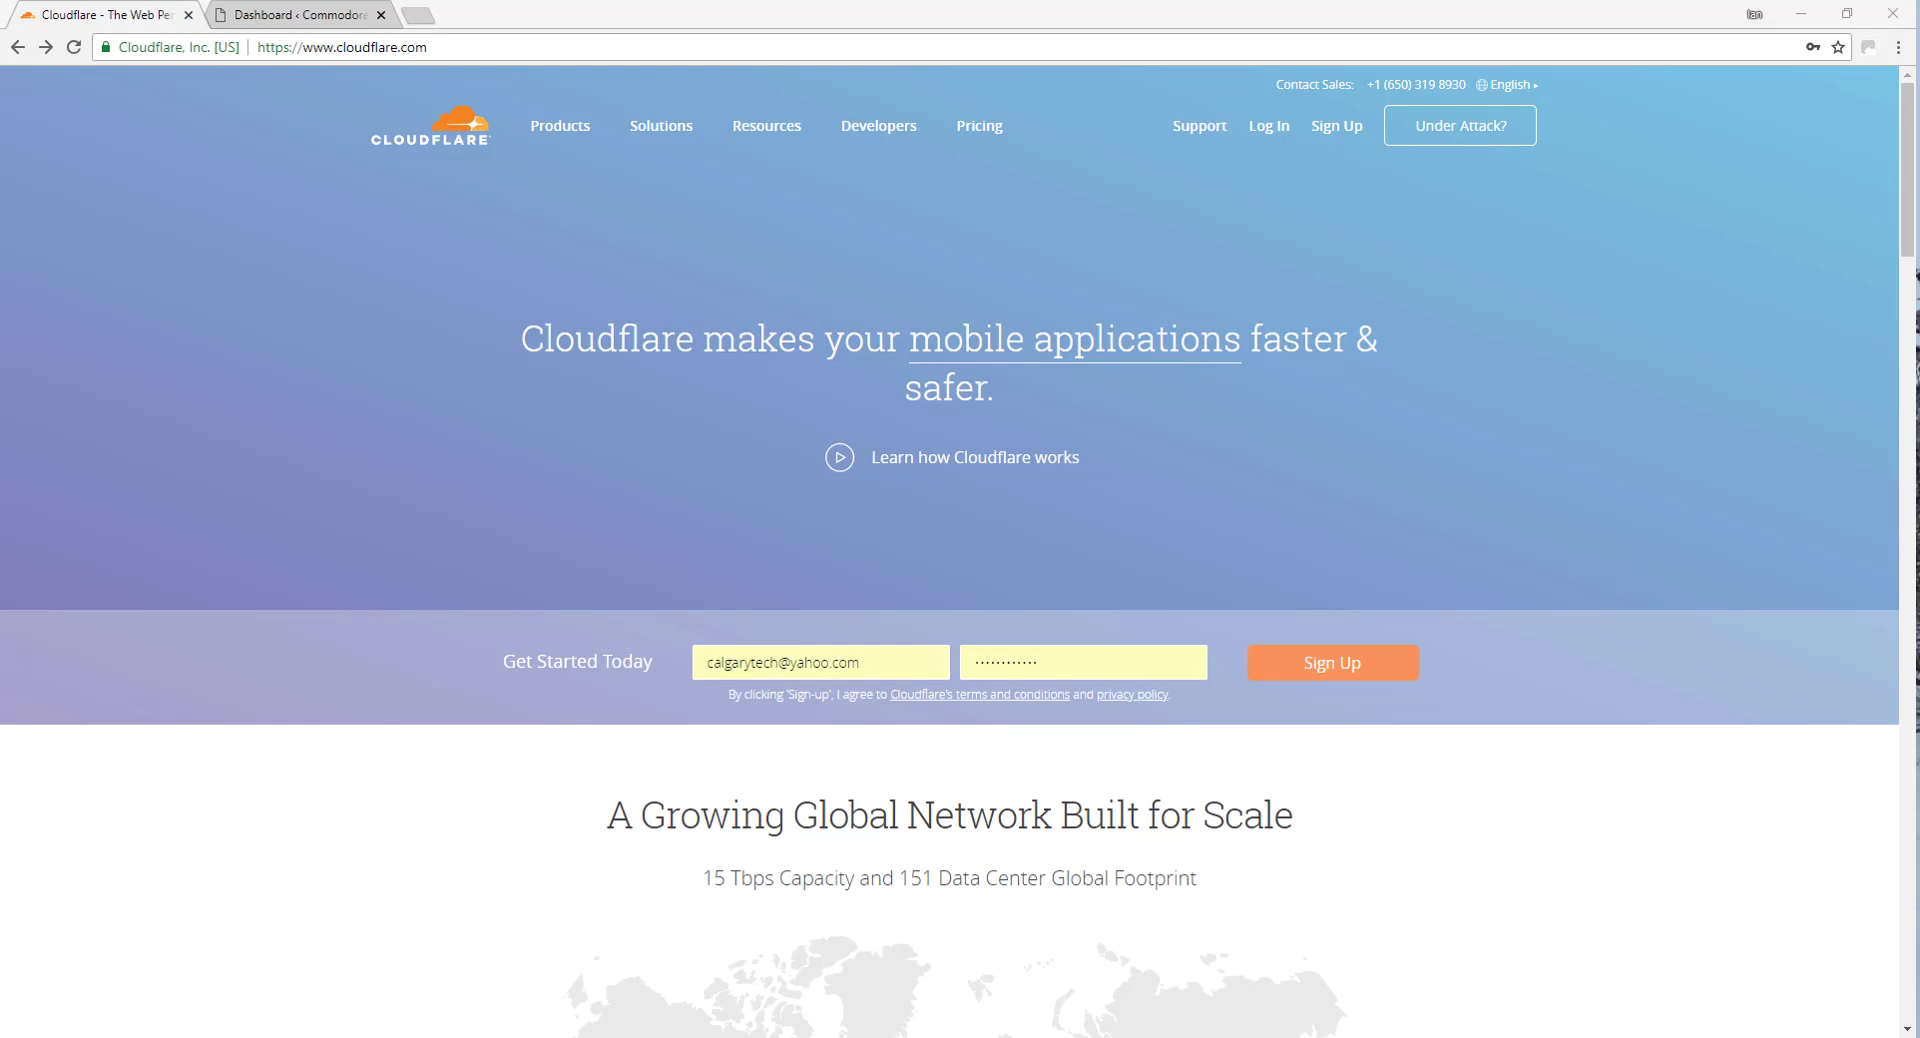 Cloudflare - The Web Per
Dashboard ‹ Commodore
Ian
Cloudflare, Inc. [US]
https://www.cloudflare.com
Contact Sales: +1 (650) 319 8930 English
CLOUDFLARE
Products
Solutions
Resources
Developers
Pricing
Support
Log In
Sign Up
Under Attack?
Cloudflare makes your mobile applications faster &
safer.
Learn how Cloudflare works
Get Started Today
calgarytech@yahoo.com
............
Sign Up
By clicking 'Sign-up', I agree to Cloudflare's terms and conditions and privacy policy.
A Growing Global Network Built for Scale
15 Tbps Capacity and 151 Data Center Global Footprint